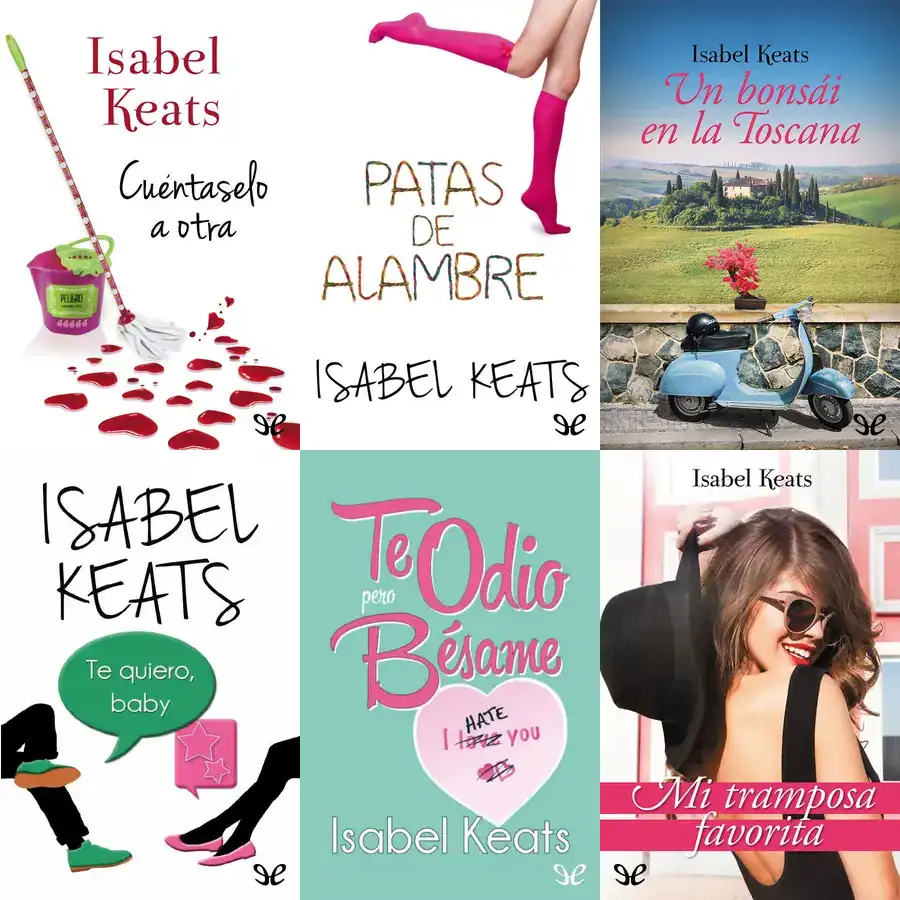 Isabel
Keats
Cuéntaselo
a otra
PELIGRO
PATAS
DE
ALAMBRE
ISABEL KEATS
Isabel Keats
Un bonsái
en la Toscana
ISABEL
KEATS
Te quiero,
baby
Te Odio
pero
Bésame
HATE
I love YOU
Isabel Keats
Isabel Keats
Mi tramposa
favorita